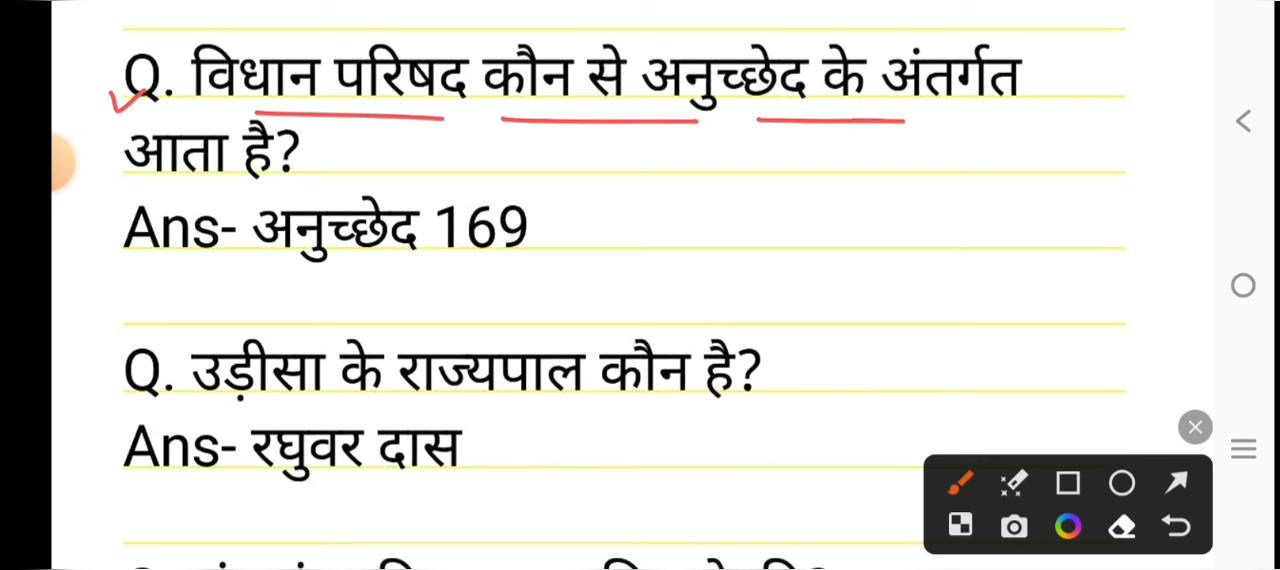 Q. विधान परिषद कौन से अनुच्छेद के अंतर्गत
आता है?
Ans- अनुच्छेद 169
Q. उड़ीसा के राज्यपाल कौन है?
Ans- रघुवर दास